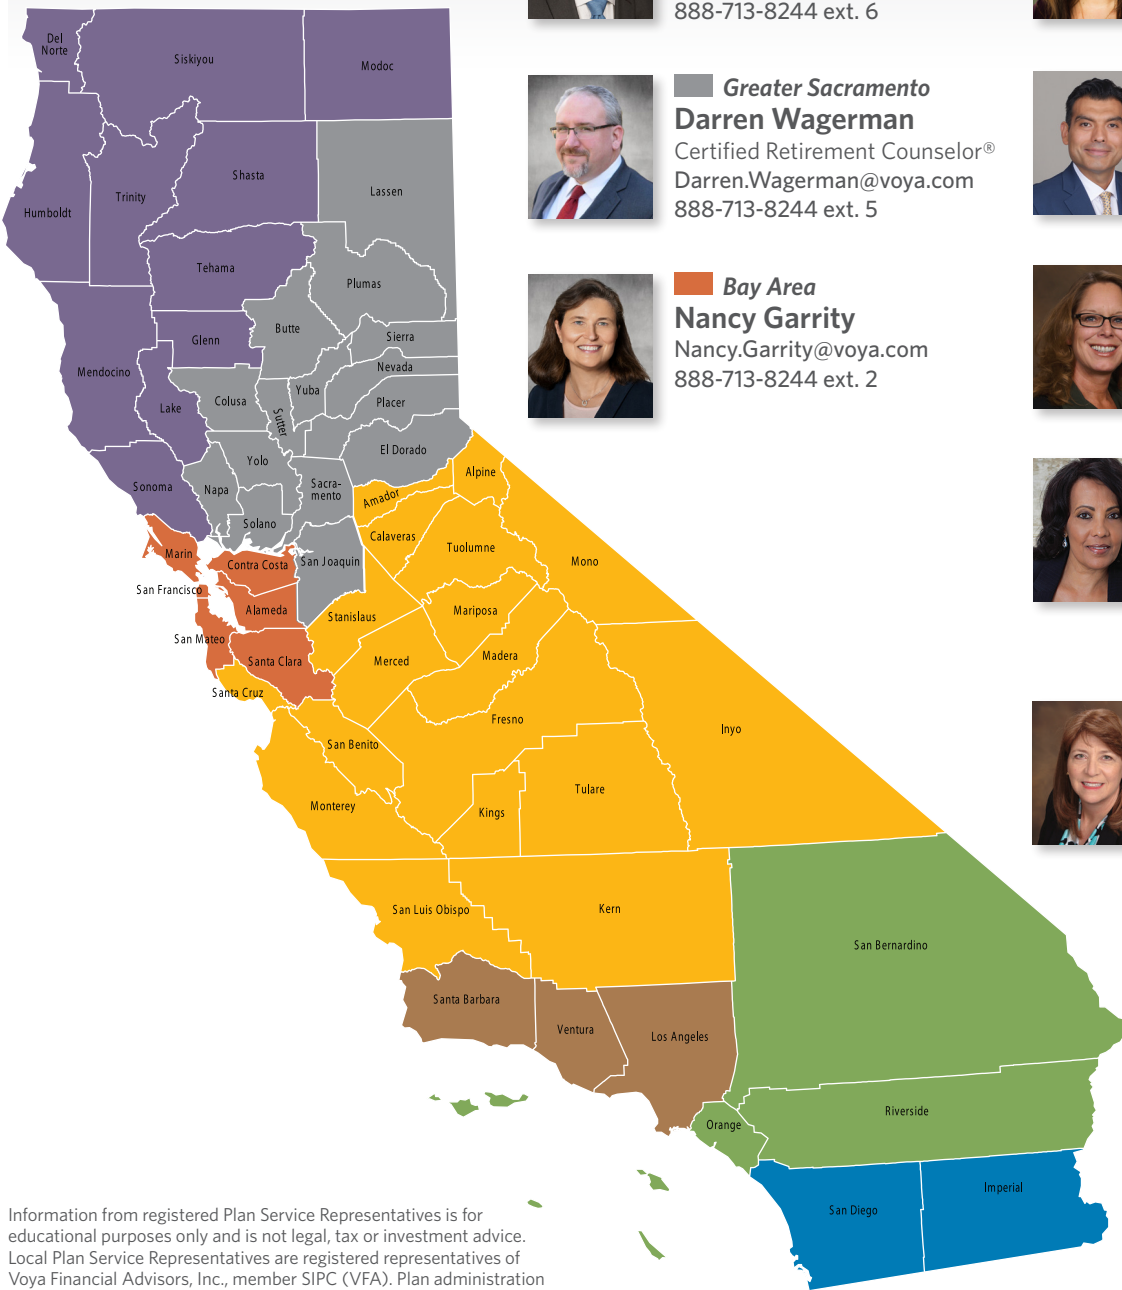 888-713-8244 ext. 6
Greater Sacramento
Darren Wagerman
Certified Retirement Counselor®
Darren.Wagerman@voya.com
888-713-8244 ext. 5
Bay Area
Nancy Garrity
Nancy.Garrity@voya.com
888-713-8244 ext. 2
Del
Norte
Siskiyou
Modoc
Humboldt
Trinity
Shasta
Lassen
Tehama
Plumas
Butte
Glenn
Sierra
Mendocino
Nevada
Yuba
Colusa
Lake
Placer
Sutter
El Dorado
Yolo
Sonoma
Napa
Sacra-
mento
Alpine
Amador
Solano
Calaveras
Tuolumne
Marin
Contra Costa
San Joaquin
Mono
San Francisco
Alameda
Stanislaus
Mariposa
San Mateo
Santa Clara
Merced
Madera
Santa Cruz
Fresno
Inyo
San Benito
Monterey
Tulare
Kings
San Luis Obispo
Kern
San Bernardino
Santa Barbara
Ventura
Los Angeles
Orange
Riverside
San Diego
Imperial
Information from registered Plan Service Representatives is for
educational purposes only and is not legal, tax or investment advice.
Local Plan Service Representatives are registered representatives of
Voya Financial Advisors, Inc., member SIPC (VFA). Plan administration